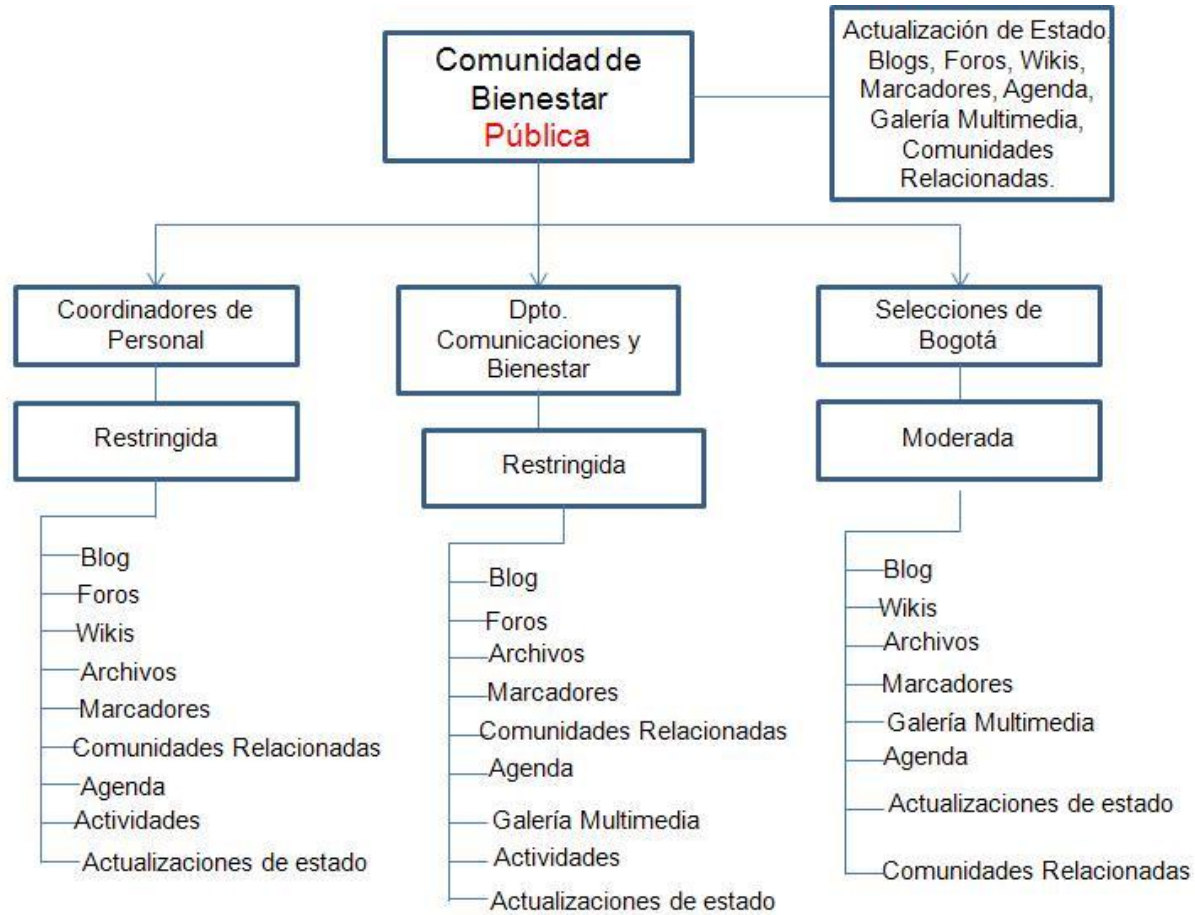 Comunidad de
Bienestar
Pública
Actualización de Estado,
Blogs, Foros, Wikis,
Marcadores, Agenda,
Galería Multimedia,
Comunidades
Relacionadas.
Coordinadores de
Personal
Restringida
Blog
Foros
Wikis
Archivos
Marcadores
Comunidades Relacionadas
Agenda
Actividades
Actualizaciones de estado
Dpto.
Comunicaciones y
Bienestar
Restringida
Blog
Foros
Archivos
Marcadores
Comunidades Relacionadas
Agenda
Galería Multimedia
Actividades
Actualizaciones de estado
Selecciones de
Bogotá
Moderada
Blog
Wikis
Archivos
Marcadores
Galería Multimedia
Agenda
Actualizaciones de estado
Comunidades Relacionadas